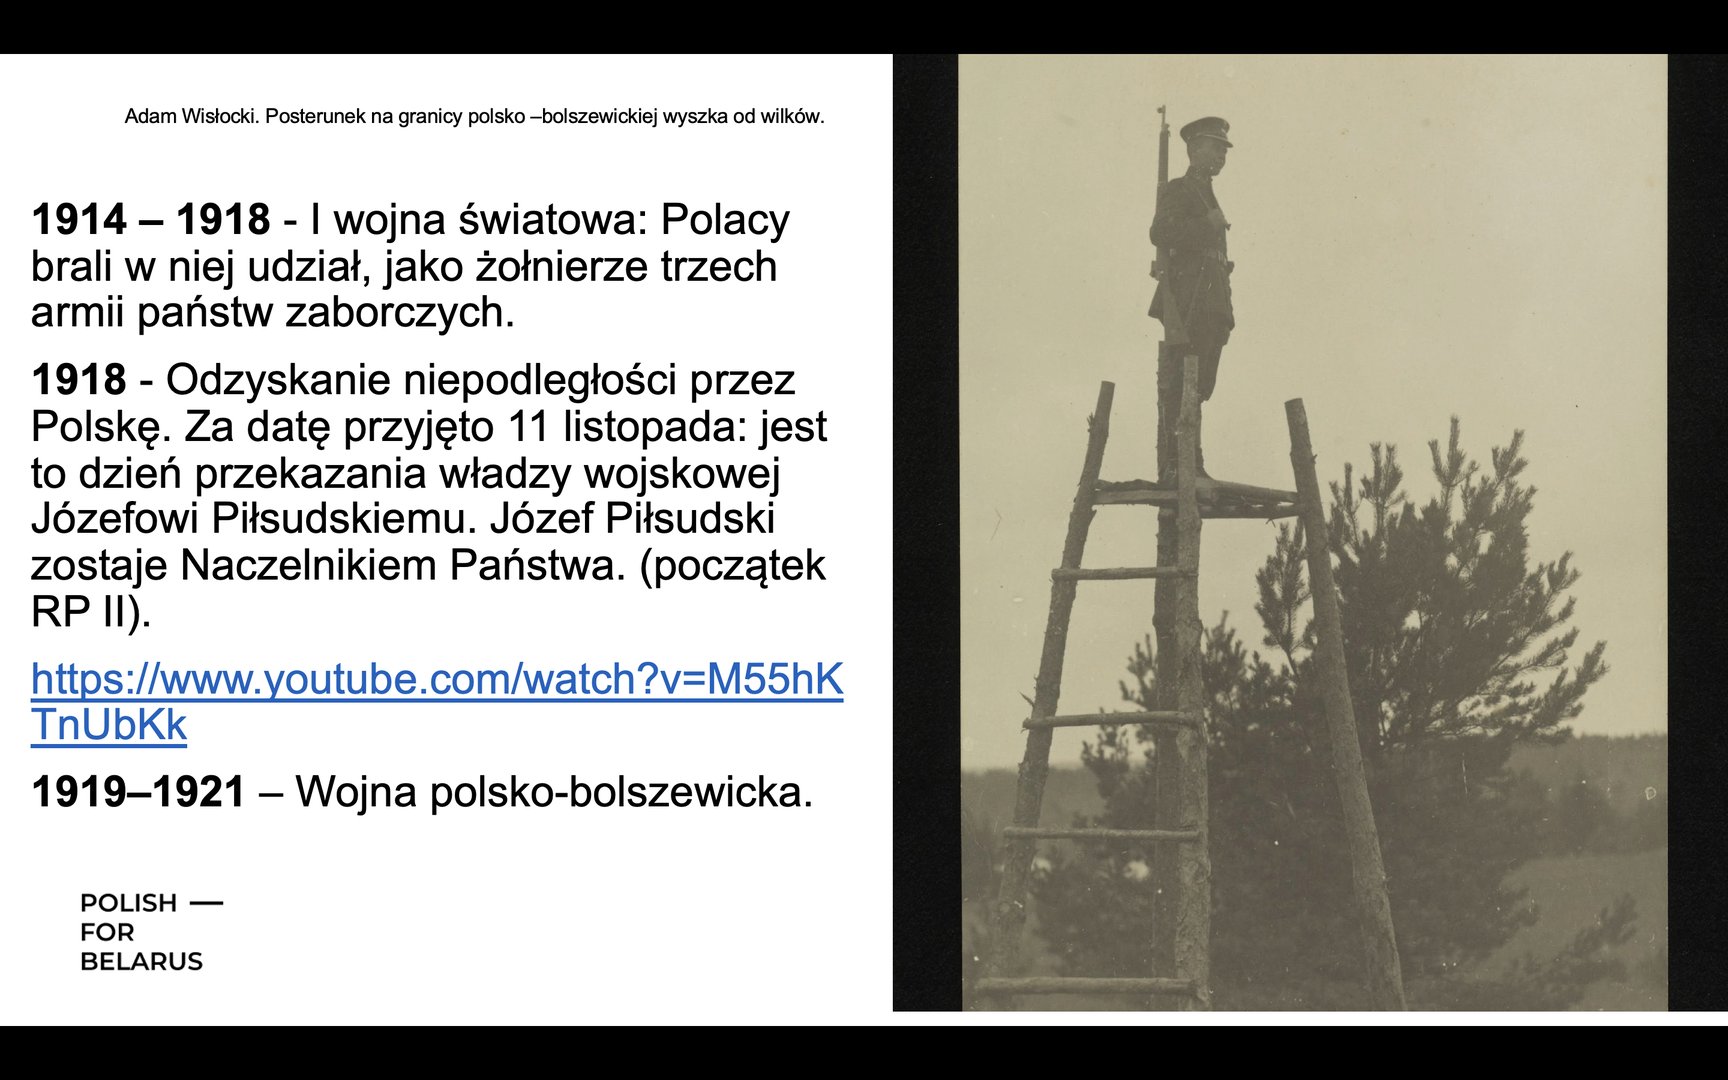 Adam Wisłocki. Posterunek na granicy polsko –bolszewickiej wyszka od wilków.
1914 – 1918 - I wojna światowa: Polacy
brali w niej udział, jako żołnierze trzech
armii państw zaborczych.
1918 - Odzyskanie niepodległości przez
Polskę. Za datę przyjęto 11 listopada: jest
to dzień przekazania władzy wojskowej
Józefowi Piłsudskiemu. Józef Piłsudski
zostaje Naczelnikiem Państwa. (początek
RP II).
https://www.youtube.com/watch?v=M55hK
TnUbKk
1919–1921 – Wojna polsko-bolszewicka.
POLISH —
FOR
BELARUS